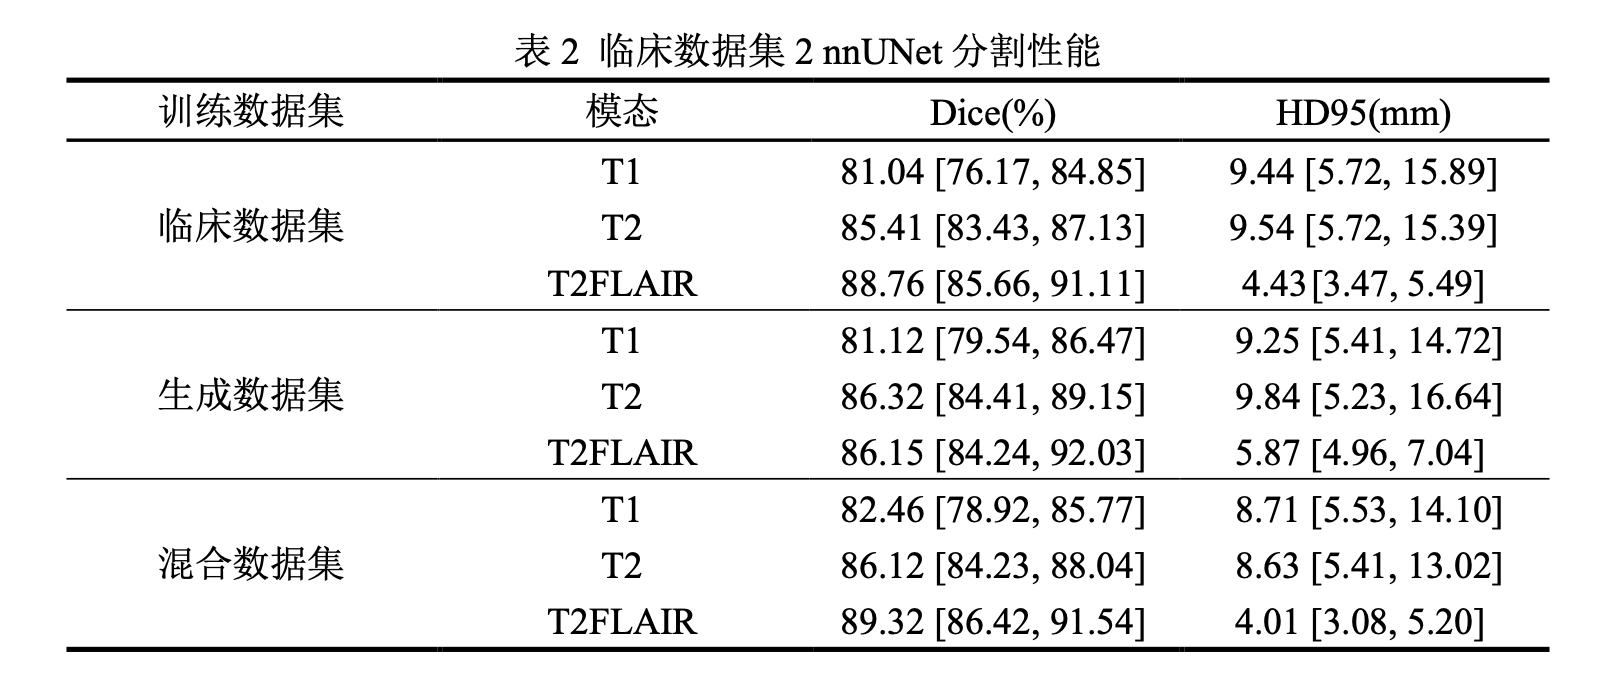 表 2 临床数据集 2 nnUNet 分割性能
训练数据集 模态 Dice(%) HD95(mm)
T1 81.04 [76.17, 84.85] 9.44 [5.72, 15.89]
临床数据集 T2 85.41 [83.43, 87.13] 9.54 [5.72, 15.39]
T2FLAIR 88.76 [85.66, 91.11] 4.43 [3.47, 5.49]
T1 81.12 [79.54, 86.47] 9.25 [5.41, 14.72]
生成数据集 T2 86.32 [84.41, 89.15] 9.84 [5.23, 16.64]
T2FLAIR 86.15 [84.24, 92.03] 5.87 [4.96, 7.04]
T1 82.46 [78.92, 85.77] 8.71 [5.53, 14.10]
混合数据集 T2 86.12 [84.23, 88.04] 8.63 [5.41, 13.02]
T2FLAIR 89.32 [86.42, 91.54] 4.01 [3.08, 5.20]